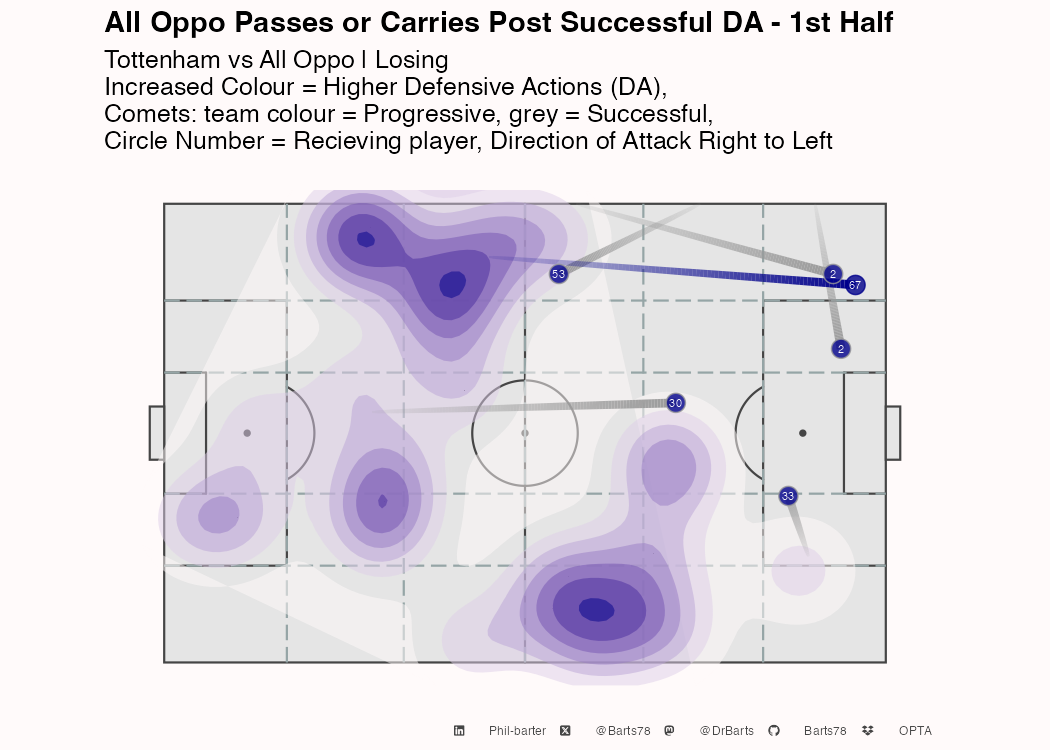 All Oppo Passes or Carries Post Successful DA - 1st Half
Tottenham vs All Oppo | Losing
Increased Colour = Higher Defensive Actions (DA),
Comets: team colour = Progressive, grey = Successful,
Circle Number = Recieving player, Direction of Attack Right to Left
53
2
67
2
30
33
Phil-barter @Barts78 @DrBarts Barts78 OPTA